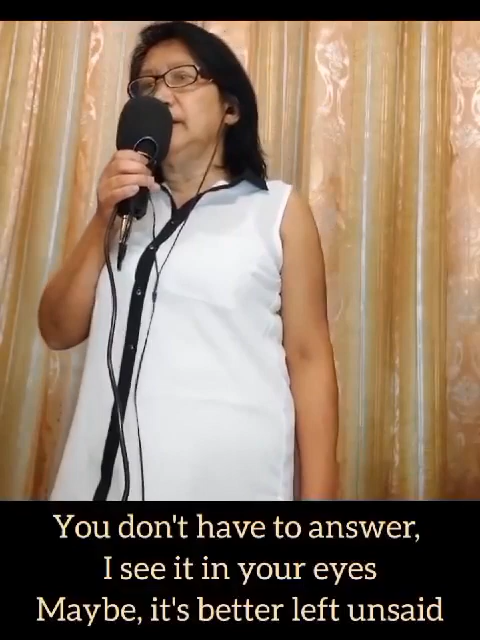 You don't have to answer,
I see it in your eyes
Maybe, it's better left unsaid